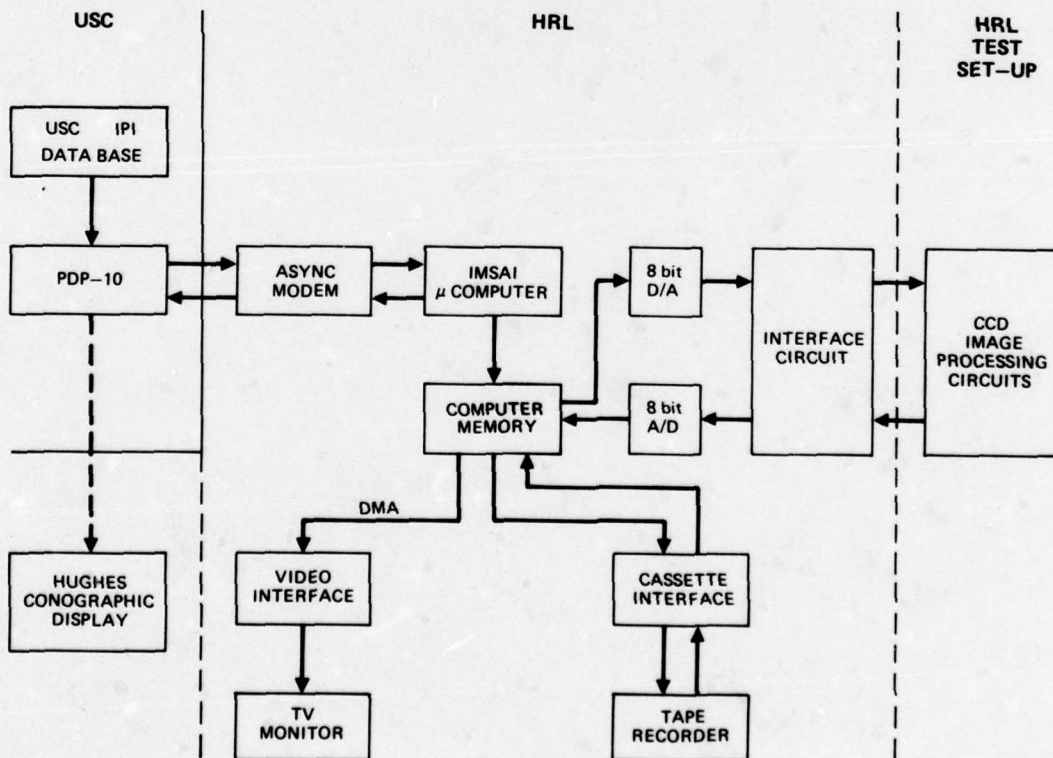 USC
HRL
HRL
TEST
SET-UP
USC IPI
DATA BASE
PDP-10
ASYNC
MODEM
IMSAI
μ COMPUTER
8 bit
D/A
INTERFACE
CIRCUIT
CCD
IMAGE
PROCESSING
CIRCUITS
COMPUTER
MEMORY
8 bit
A/D
DMA
HUGHES
CONOGRAPHIC
DISPLAY
VIDEO
INTERFACE
CASSETTE
INTERFACE
TV
MONITOR
TAPE
RECORDER